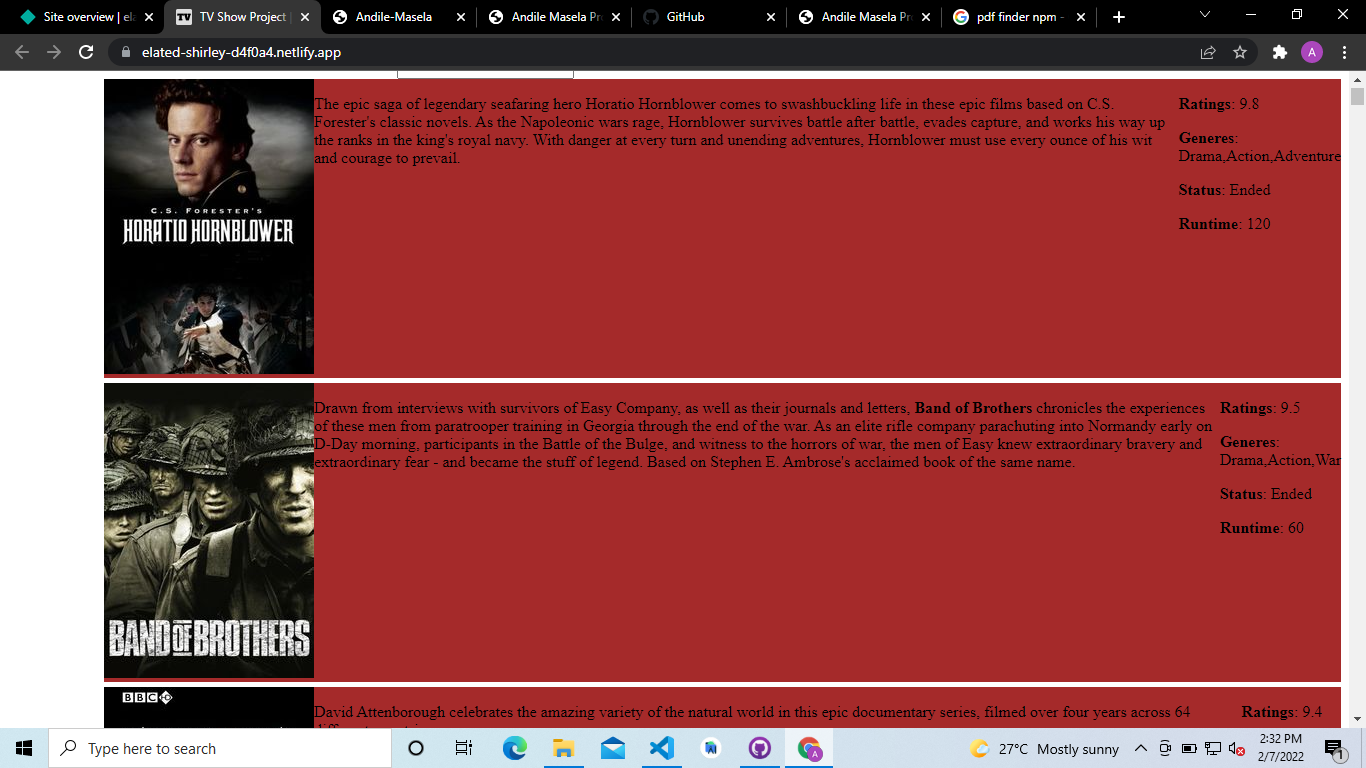 Site overview | ela
TV Show Project |
Andile-Masela
Andile Masela Pr
GitHub
Andile Masela Pr
pdf finder npm -
elated-shirley-d4f0a4.netlify.app
A
C.S. FORESTER'S
HORATIO HORNBLOWER
The epic saga of legendary seafaring hero Horatio Hornblower comes to swashbuckling life in these epic films based on C.S.
Forester's classic novels. As the Napoleonic wars rage, Hornblower survives battle after battle, evades capture, and works his way up
the ranks in the king's royal navy. With danger at every turn and unending adventures, Hornblower must use every ounce of his wit
and courage to prevail.
Ratings: 9.8
Generes:
Drama,Action,Adventure
Status: Ended
Runtime: 120
BAND OF BROTHERS
Drawn from interviews with survivors of Easy Company, as well as their journals and letters, Band of Brothers chronicles the experiences
of these men from paratrooper training in Georgia through the end of the war. As an elite rifle company parachuting into Normandy early on
D-Day morning, participants in the Battle of the Bulge, and witness to the horrors of war, the men of Easy knew extraordinary bravery and
extraordinary fear - and became the stuff of legend. Based on Stephen E. Ambrose's acclaimed book of the same name.
Ratings: 9.5
Generes:
Drama,Action,War
Status: Ended
Runtime: 60
BBC
David Attenborough celebrates the amazing variety of the natural world in this epic documentary series, filmed over four years across 64
Ratings: 9.4
Type here to search
27°C Mostly sunny
2:32 PM
2/7/2022
1